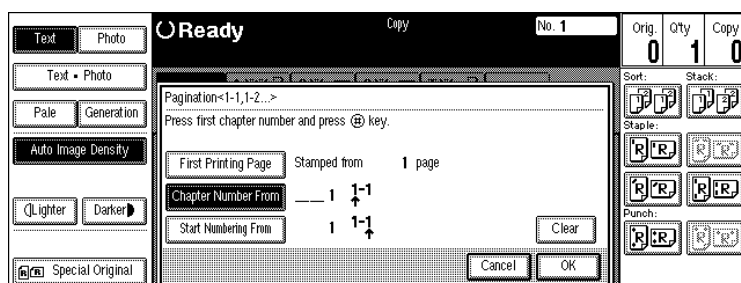 Text Photo
Text • Photo
Pale Generation
Auto Image Density
Lighter Darker
Special Original
Ready
Copy
No. 1
Pagination<1-1,1-2...>
Press first chapter number and press # key.
First Printing Page Stamped from 1 page
Chapter Number From __ 1 1-1
Start Numbering From 1 1-1
Clear
Cancel OK
Orig. Q'ty Copy
0 1 0
Sort: Stack:
Staple:
Punch: